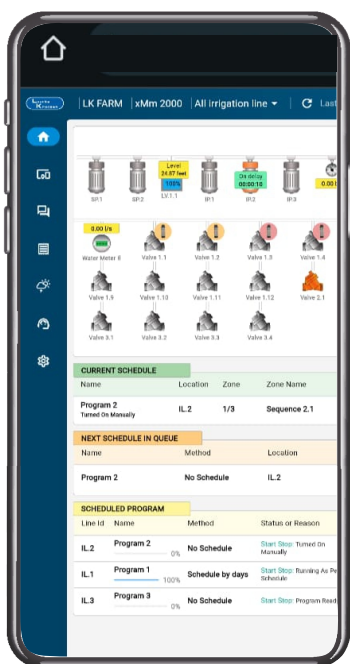 LK FARM | xMm 2000 | All irrigation line Last
Level
24.87 feet
100%
On delay
00:00:18
0.00 l
SP.1 SP.2 LV.1.1 IP.1 IP.2 IP.3
0.00 l/s
Water Meter 6 Valve 1.1 Valve 1.2 Valve 1.3 Valve 1.4
Valve 1.9 Valve 1.10 Valve 1.11 Valve 1.12 Valve 2.1
Valve 3.1 Valve 3.2 Valve 3.3 Valve 3.4
CURRENT SCHEDULE
Name Location Zone Zone Name
Program 2 IL.2 1/3 Sequence 2.1
Turned On Manually
NEXT SCHEDULE IN QUEUE
Name Method Location
Program 2 No Schedule IL.2
SCHEDULED PROGRAM
Line Id Name Method Status or Reason
IL.2 Program 2 0% No Schedule Start Stop: Turned On
Manually
IL.1 Program 1 100% Schedule by days Start Stop: Running As Pe
Schedule
IL.3 Program 3 0% No Schedule Start Stop: Program Read